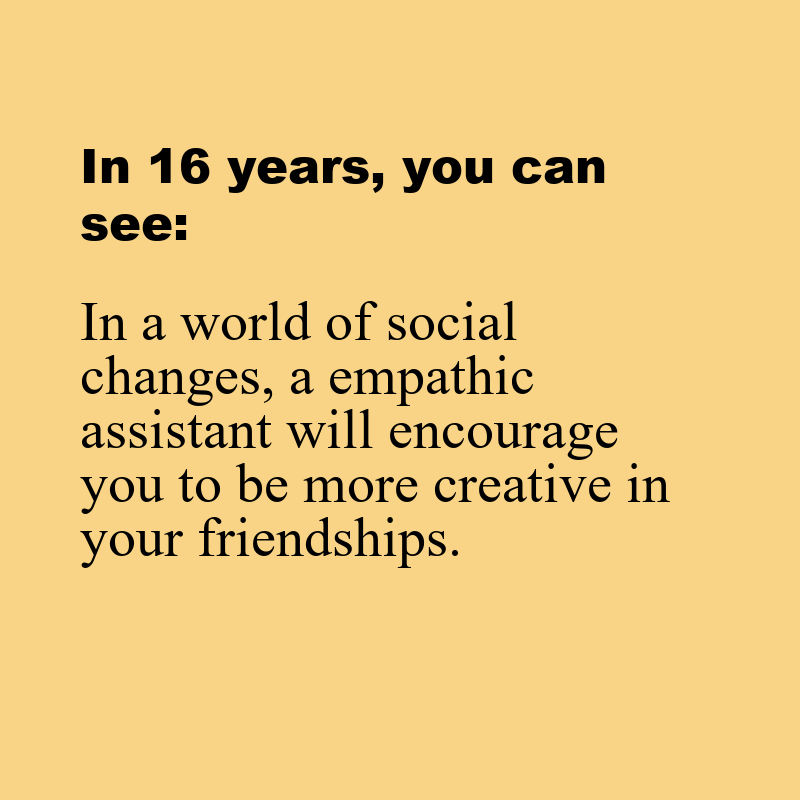 In 16 years, you can
see:
In a world of social
changes, a empathic
assistant will encourage
you to be more creative in
your friendships.